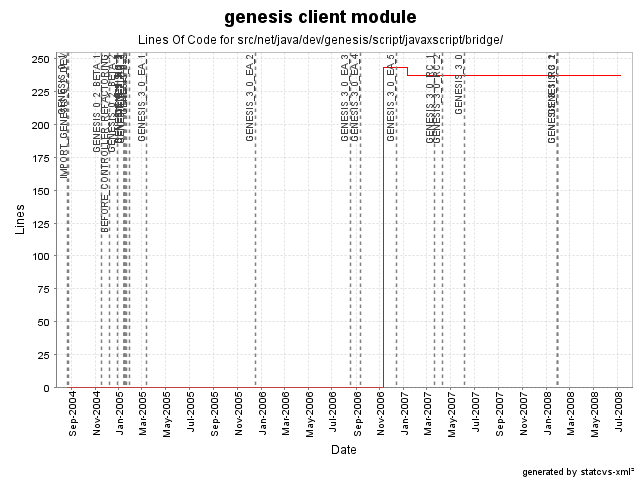 genesis client module
Lines Of Code for src/net/java/dev/genesis/script/javaxscript/bridge/
Lines
250
225
200
175
150
125
100
75
50
25
0
GENESIS_0_2_BETA_1
BEFORE_CONTROLLER_REFACTORING
GENESIS_3_0_EA_1
GENESIS_3_0_EA_2
GENESIS_3_0_EA_3
GENESIS_3_0_EA_4
GENESIS_3_0_EA_5
GENESIS_3_0_RC_1
GENESIS_3_0_RC_2
GENESIS_3_0
Sep-2004
Nov-2004
Jan-2005
Mar-2005
May-2005
Jul-2005
Sep-2005
Nov-2005
Jan-2006
Mar-2006
May-2006
Jul-2006
Sep-2006
Nov-2006
Jan-2007
Mar-2007
May-2007
Jul-2007
Sep-2007
Nov-2007
Jan-2008
Mar-2008
May-2008
Jul-2008
Date
generated by statcvs-xml²